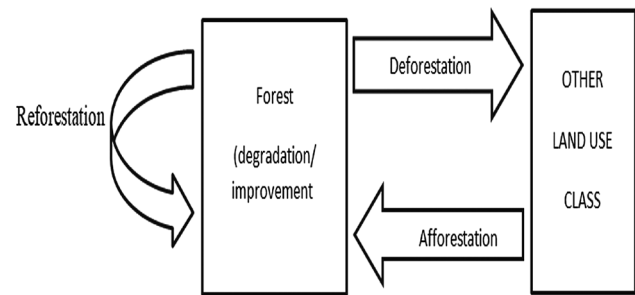 Reforestation
Forest
(degradation/
improvement
Deforestation
Afforestation
OTHER
LAND USE
CLASS